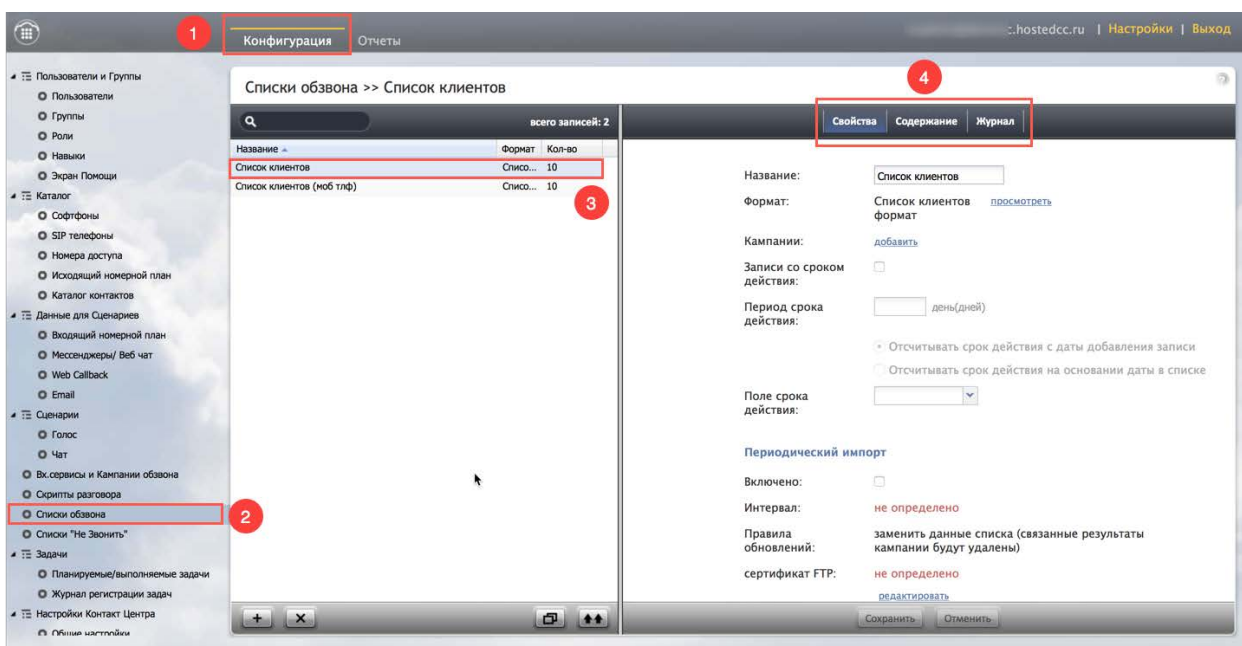 1
Конфигурация
Отчеты
c.hostedcc.ru | Настройки | Выход
Пользователи и Группы
Пользователи
Группы
Роли
Навыки
Экран Помощи
Каталог
Софтфоны
SIP телефоны
Номера доступа
Исходящий номерной план
Каталог контактов
Данные для Сценариев
Входящий номерной план
Мессенджеры/ Веб чат
Web Callback
Email
Сценарии
Голос
Чат
Вх.сервисы и Кампании обзвона
Скрипты разговора
Списки обзвона
2
Списки "Не Звонить"
Задачи
Планируемые/выполняемые задачи
Журнал регистрации задач
Настройки Контакт Центра
Общие настройки
Списки обзвона >> Список клиентов
всего записей: 2
Название Формат Кол-во
Список клиентов Списо... 10
Список клиентов (моб тлф) Списо... 10
3
4
Свойства Содержание Журнал
Название: Список клиентов
Формат: Список клиентов просмотреть
формат
Кампании: добавить
Записи со сроком
действия:
Период срока день(дней)
действия:
Отсчитывать срок действия с даты добавления записи
Отсчитывать срок действия на основании даты в списке
Поле срока
действия:
Периодический импорт
Включено:
Интервал: не определено
Правила заменить данные списка (связанные результаты
обновлений: кампании будут удалены)
сертификат FTP: не определено
редактировать
Сохранить Отменить